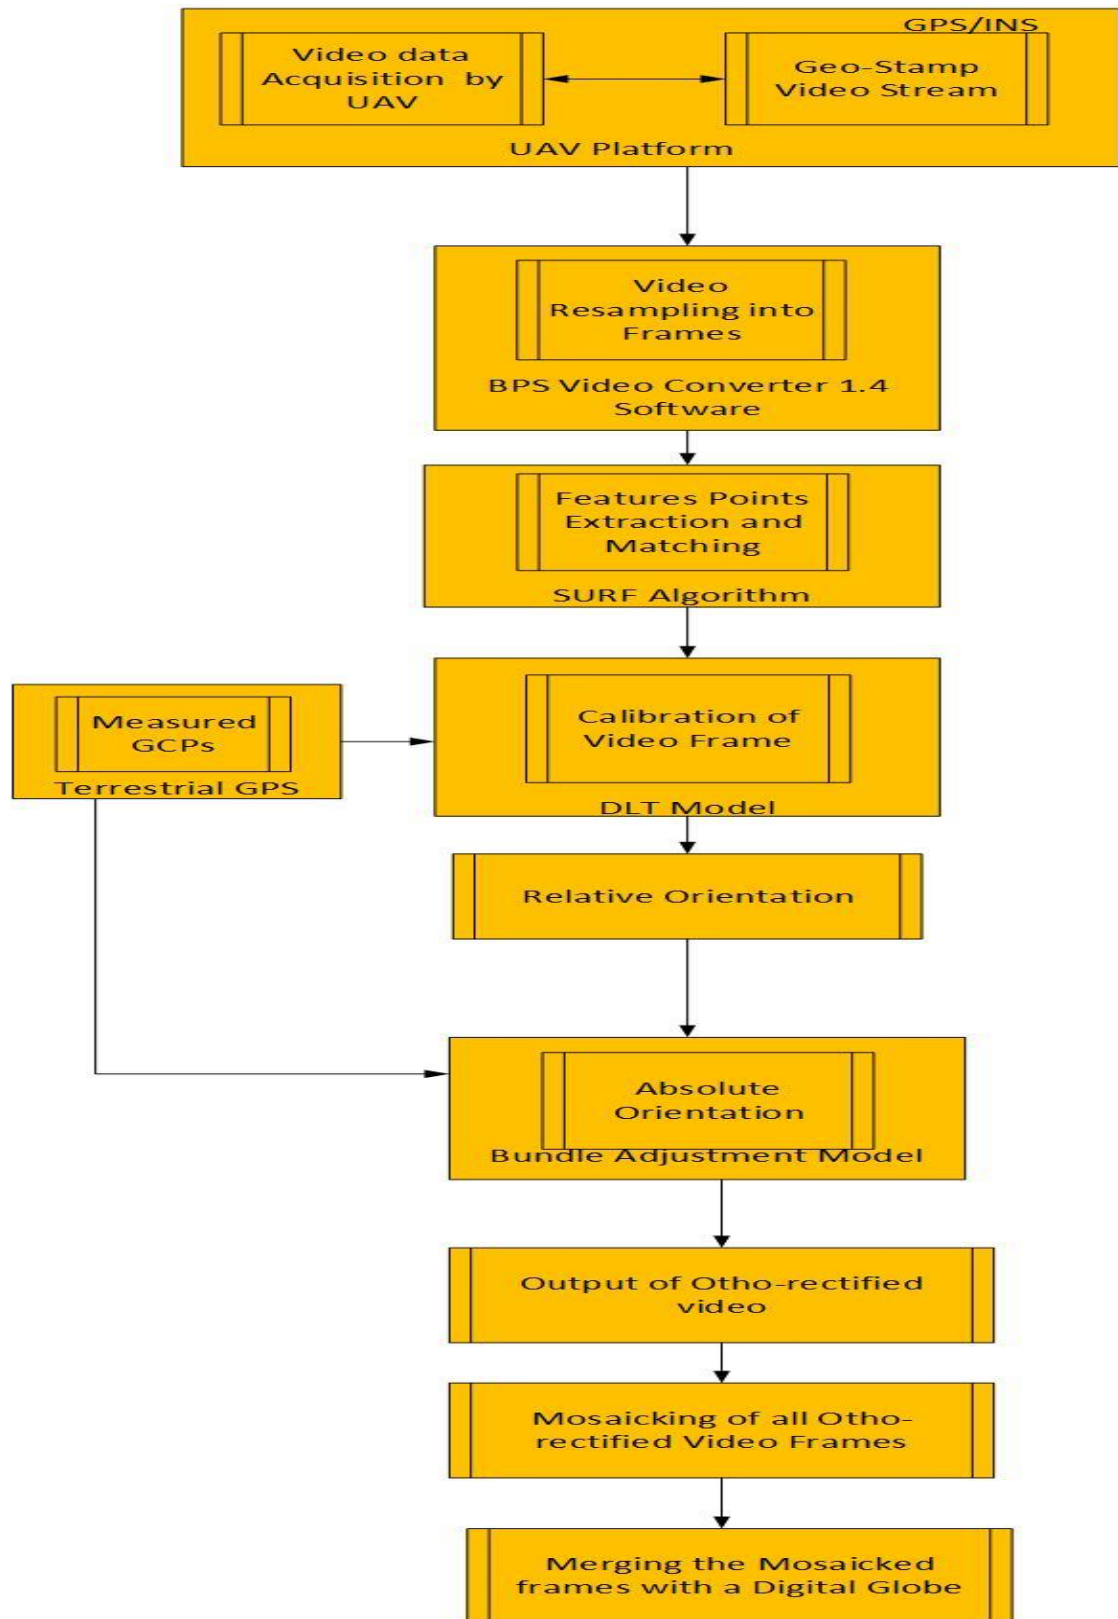 GPS/INS
Video data
Acquisition by
UAV
Geo-Stamp
Video Stream
UAV Platform
Video
Resampling into
Frames
BPS Video Converter 1.4
Software
Features Points
Extraction and
Matching
SURF Algorithm
Measured
GCPs
Terrestrial GPS
Calibration of
Video Frame
DLT Model
Relative Orientation
Absolute
Orientation
Bundle Adjustment Model
Output of Otho-rectified
video
Mosaicking of all Otho-
rectified Video Frames
Merging the Mosaicked
frames with a Digital Globe